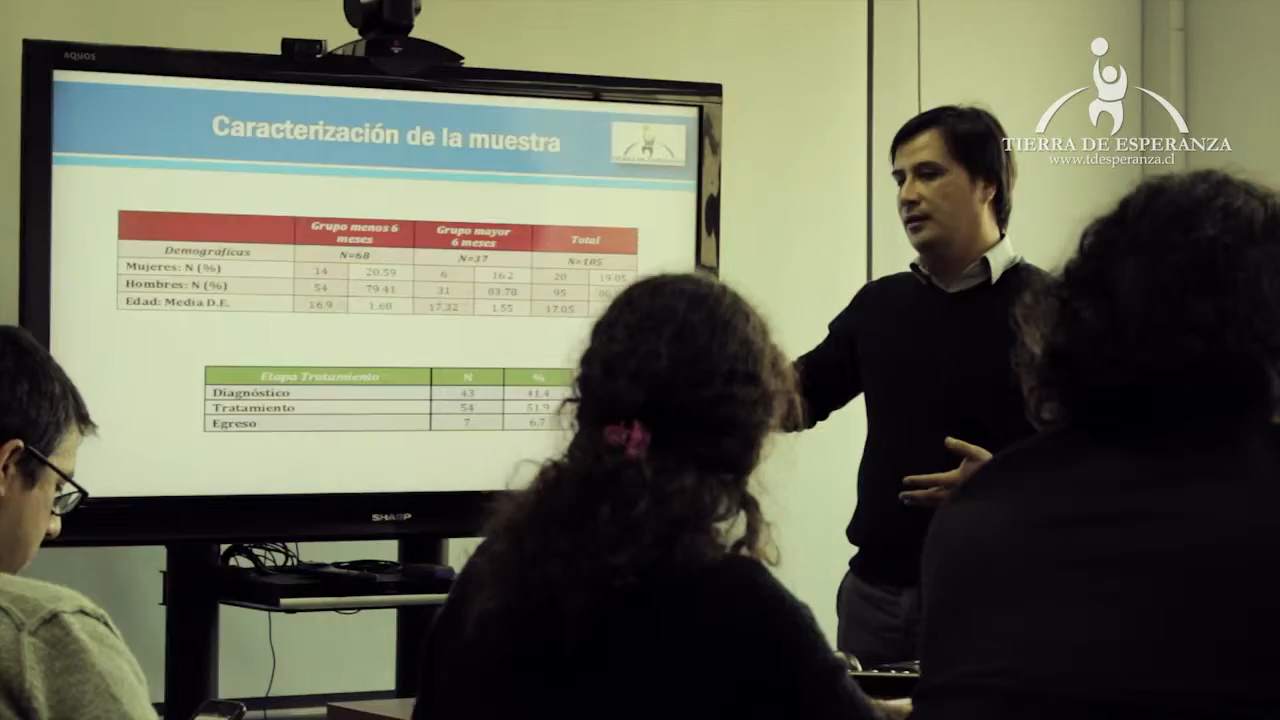 AQUOS
Caracterización de la muestra
TIERRA DE ESPERANZA
www.tdesperanza.cl
Grupo menos 6 meses Grupo mayor 6 meses Total
Demográficas N=68 N=37 N=105
Mujeres: N (%) 14 20.59 6 16.2 20 19.05
Hombres: N (%) 54 79.41 31 83.78 95
Edad: Media D.E. 16.9 1.68 17.32 1.55 17.05
Etapa Tratamiento N %
Diagnóstico 43 41.4
Tratamiento 54 51.9
Egreso 7 6.7
SHARP